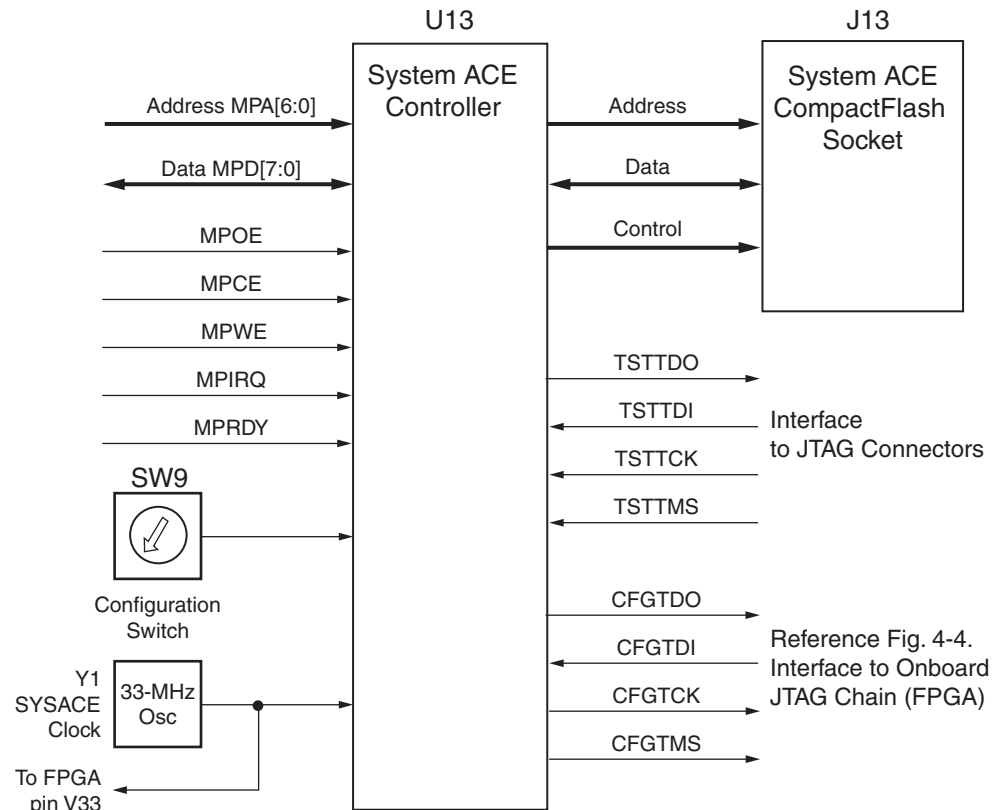 U13
J13
System ACE
Controller
System ACE
CompactFlash
Socket
Address MPA[6:0]
Data MPD[7:0]
MPOE
MPCE
MPWE
MPIRQ
MPRDY
Address
Data
Control
TSTTDO
TSTTDI
TSTTCK
TSTTMS
Interface
to JTAG Connectors
SW9
Configuration
Switch
CFGTDO
CFGTDI
CFGTCK
CFGTMS
Reference Fig. 4-4.
Interface to Onboard
JTAG Chain (FPGA)
Y1
SYSACE
Clock
33-MHz
Osc
To FPGA
pin V33